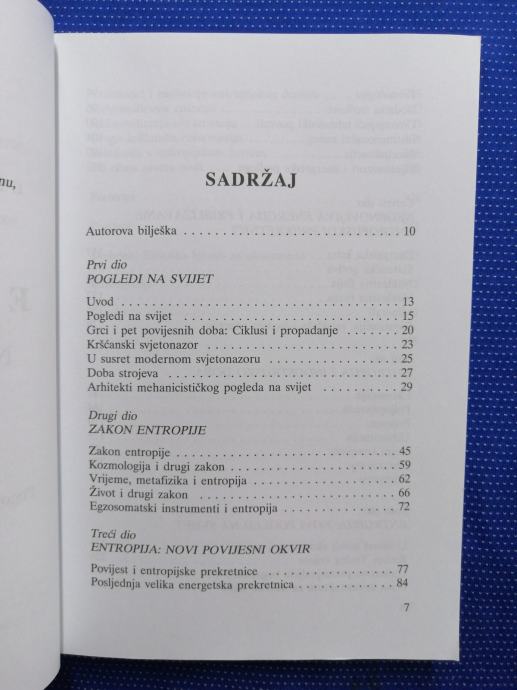 nu,
SADRŽAJ
Autorova bilješka . . . . . . . . . . . . . . . . . . . . . . . . . . 10
Prvi dio
POGLEDI NA SVIJET
Uvod . . . . . . . . . . . . . . . . . . . . . . . . . . . . . . . . 13
Pogledi na svijet . . . . . . . . . . . . . . . . . . . . . . . . . 15
Grci i pet povijesnih doba: Ciklusi i propadanje . . . . . . . 20
Kršćanski svjetonazor . . . . . . . . . . . . . . . . . . . . . . 23
U susret modernom svjetonazoru . . . . . . . . . . . . . . . 25
Doba strojeva . . . . . . . . . . . . . . . . . . . . . . . . . . . 27
Arhitekti mehanicističkog pogleda na svijet . . . . . . . . . . 29
Drugi dio
ZAKON ENTROPIJE
Zakon entropije . . . . . . . . . . . . . . . . . . . . . . . . . 45
Kozmologija i drugi zakon . . . . . . . . . . . . . . . . . . . 59
Vrijeme, metafizika i entropija . . . . . . . . . . . . . . . . 62
Život i drugi zakon . . . . . . . . . . . . . . . . . . . . . . . 66
Egzosomatski instrumenti i entropija . . . . . . . . . . . . . 72
Treći dio
ENTROPIJA: NOVI POVIJESNI OKVIR
Povijest i entropijske prekretnice . . . . . . . . . . . . . . . 77
Posljednja velika energetska prekretnica . . . . . . . . . . . 84
7